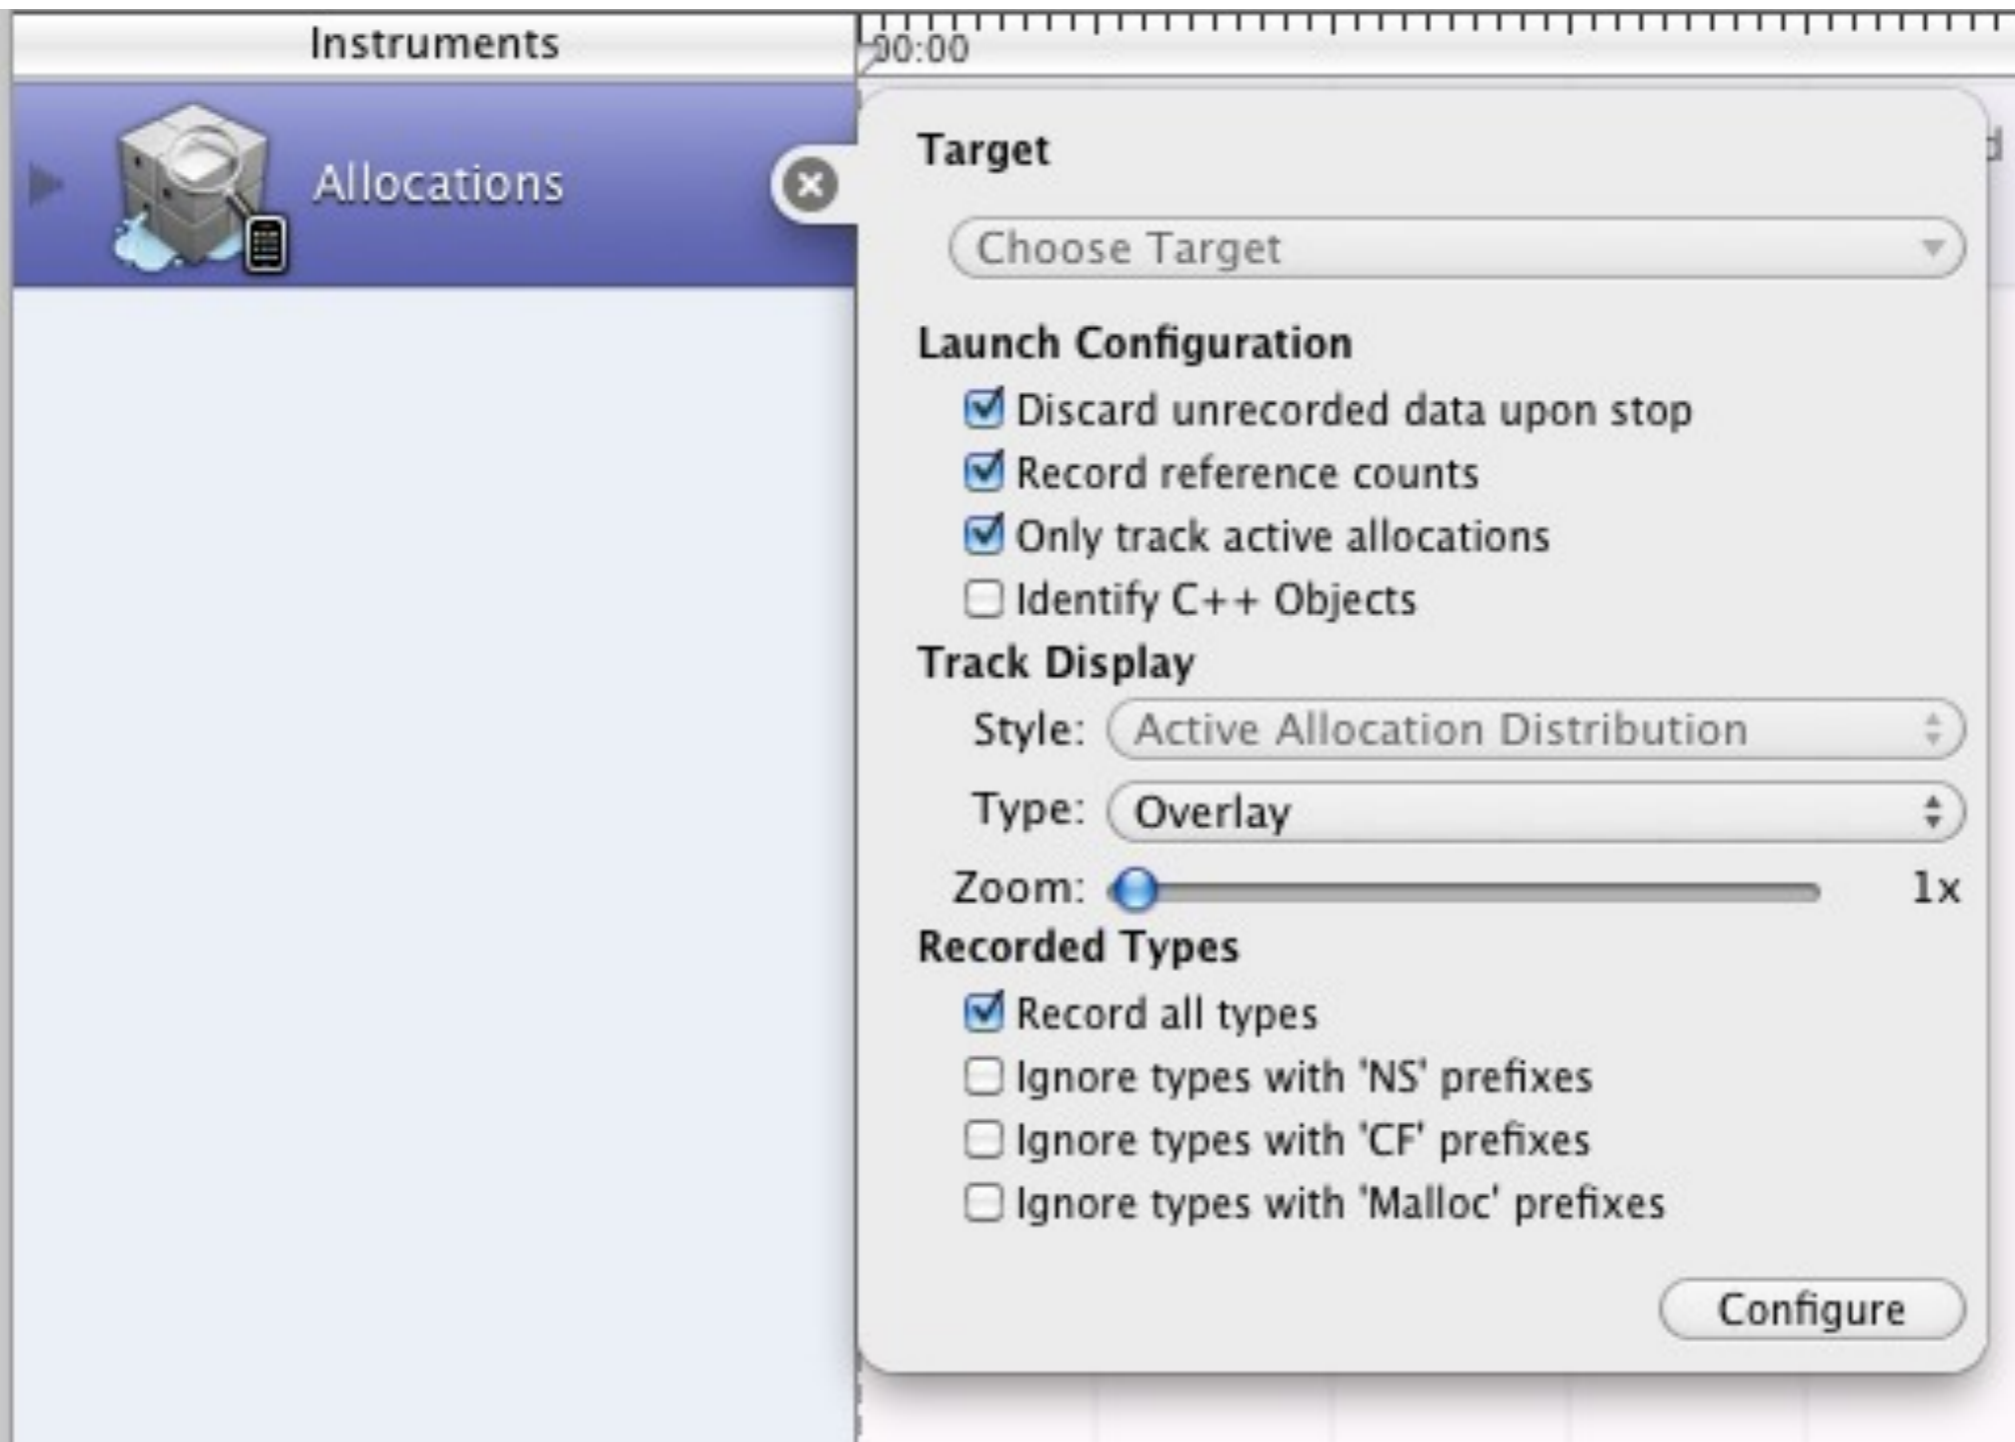 Instruments
00:00
Allocations
Target
Choose Target
Launch Configuration
Discard unrecorded data upon stop
Record reference counts
Only track active allocations
Identify C++ Objects
Track Display
Style: Active Allocation Distribution
Type: Overlay
Zoom: 1x
Recorded Types
Record all types
Ignore types with 'NS' prefixes
Ignore types with 'CF' prefixes
Ignore types with 'Malloc' prefixes
Configure